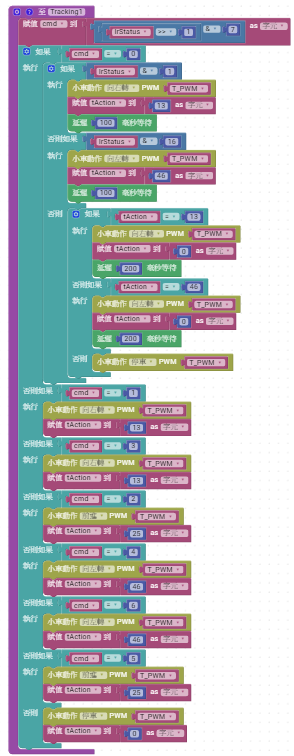 至 Tracking1
賦值 cmd 到 IrStatus >> 1 & 7 as 字元
如果 cmd = 0
執行 如果 IrStatus & 1
執行 小車動作 向右轉 PWM T_PWM
賦值 tAction 到 13 as 字元
延遲 100 毫秒等待
否則如果 IrStatus & 16
執行 小車動作 向左轉 PWM T_PWM
賦值 tAction 到 46 as 字元
延遲 100 毫秒等待
否則 如果 tAction = 13
執行 小車動作 向右轉 PWM T_PWM
賦值 tAction 到 0 as 字元
延遲 200 毫秒等待
否則如果 tAction = 46
執行 小車動作 向左轉 PWM T_PWM
賦值 tAction 到 0 as 字元
延遲 200 毫秒等待
否則 小車動作 停車 PWM T_PWM
否則如果 cmd = 1
執行 小車動作 向右轉 PWM T_PWM
賦值 tAction 到 13 as 字元
否則如果 cmd = 3
執行 小車動作 向右轉 PWM T_PWM
賦值 tAction 到 13 as 字元
否則如果 cmd = 2
執行 小車動作 前進 PWM T_PWM
賦值 tAction 到 25 as 字元
否則如果 cmd = 4
執行 小車動作 向左轉 PWM T_PWM
賦值 tAction 到 46 as 字元
否則如果 cmd = 6
執行 小車動作 向左轉 PWM T_PWM
賦值 tAction 到 46 as 字元
否則如果 cmd = 5
執行 小車動作 前進 PWM T_PWM
賦值 tAction 到 25 as 字元
否則 小車動作 停車 PWM T_PWM
賦值 tAction 到 0 as 字元